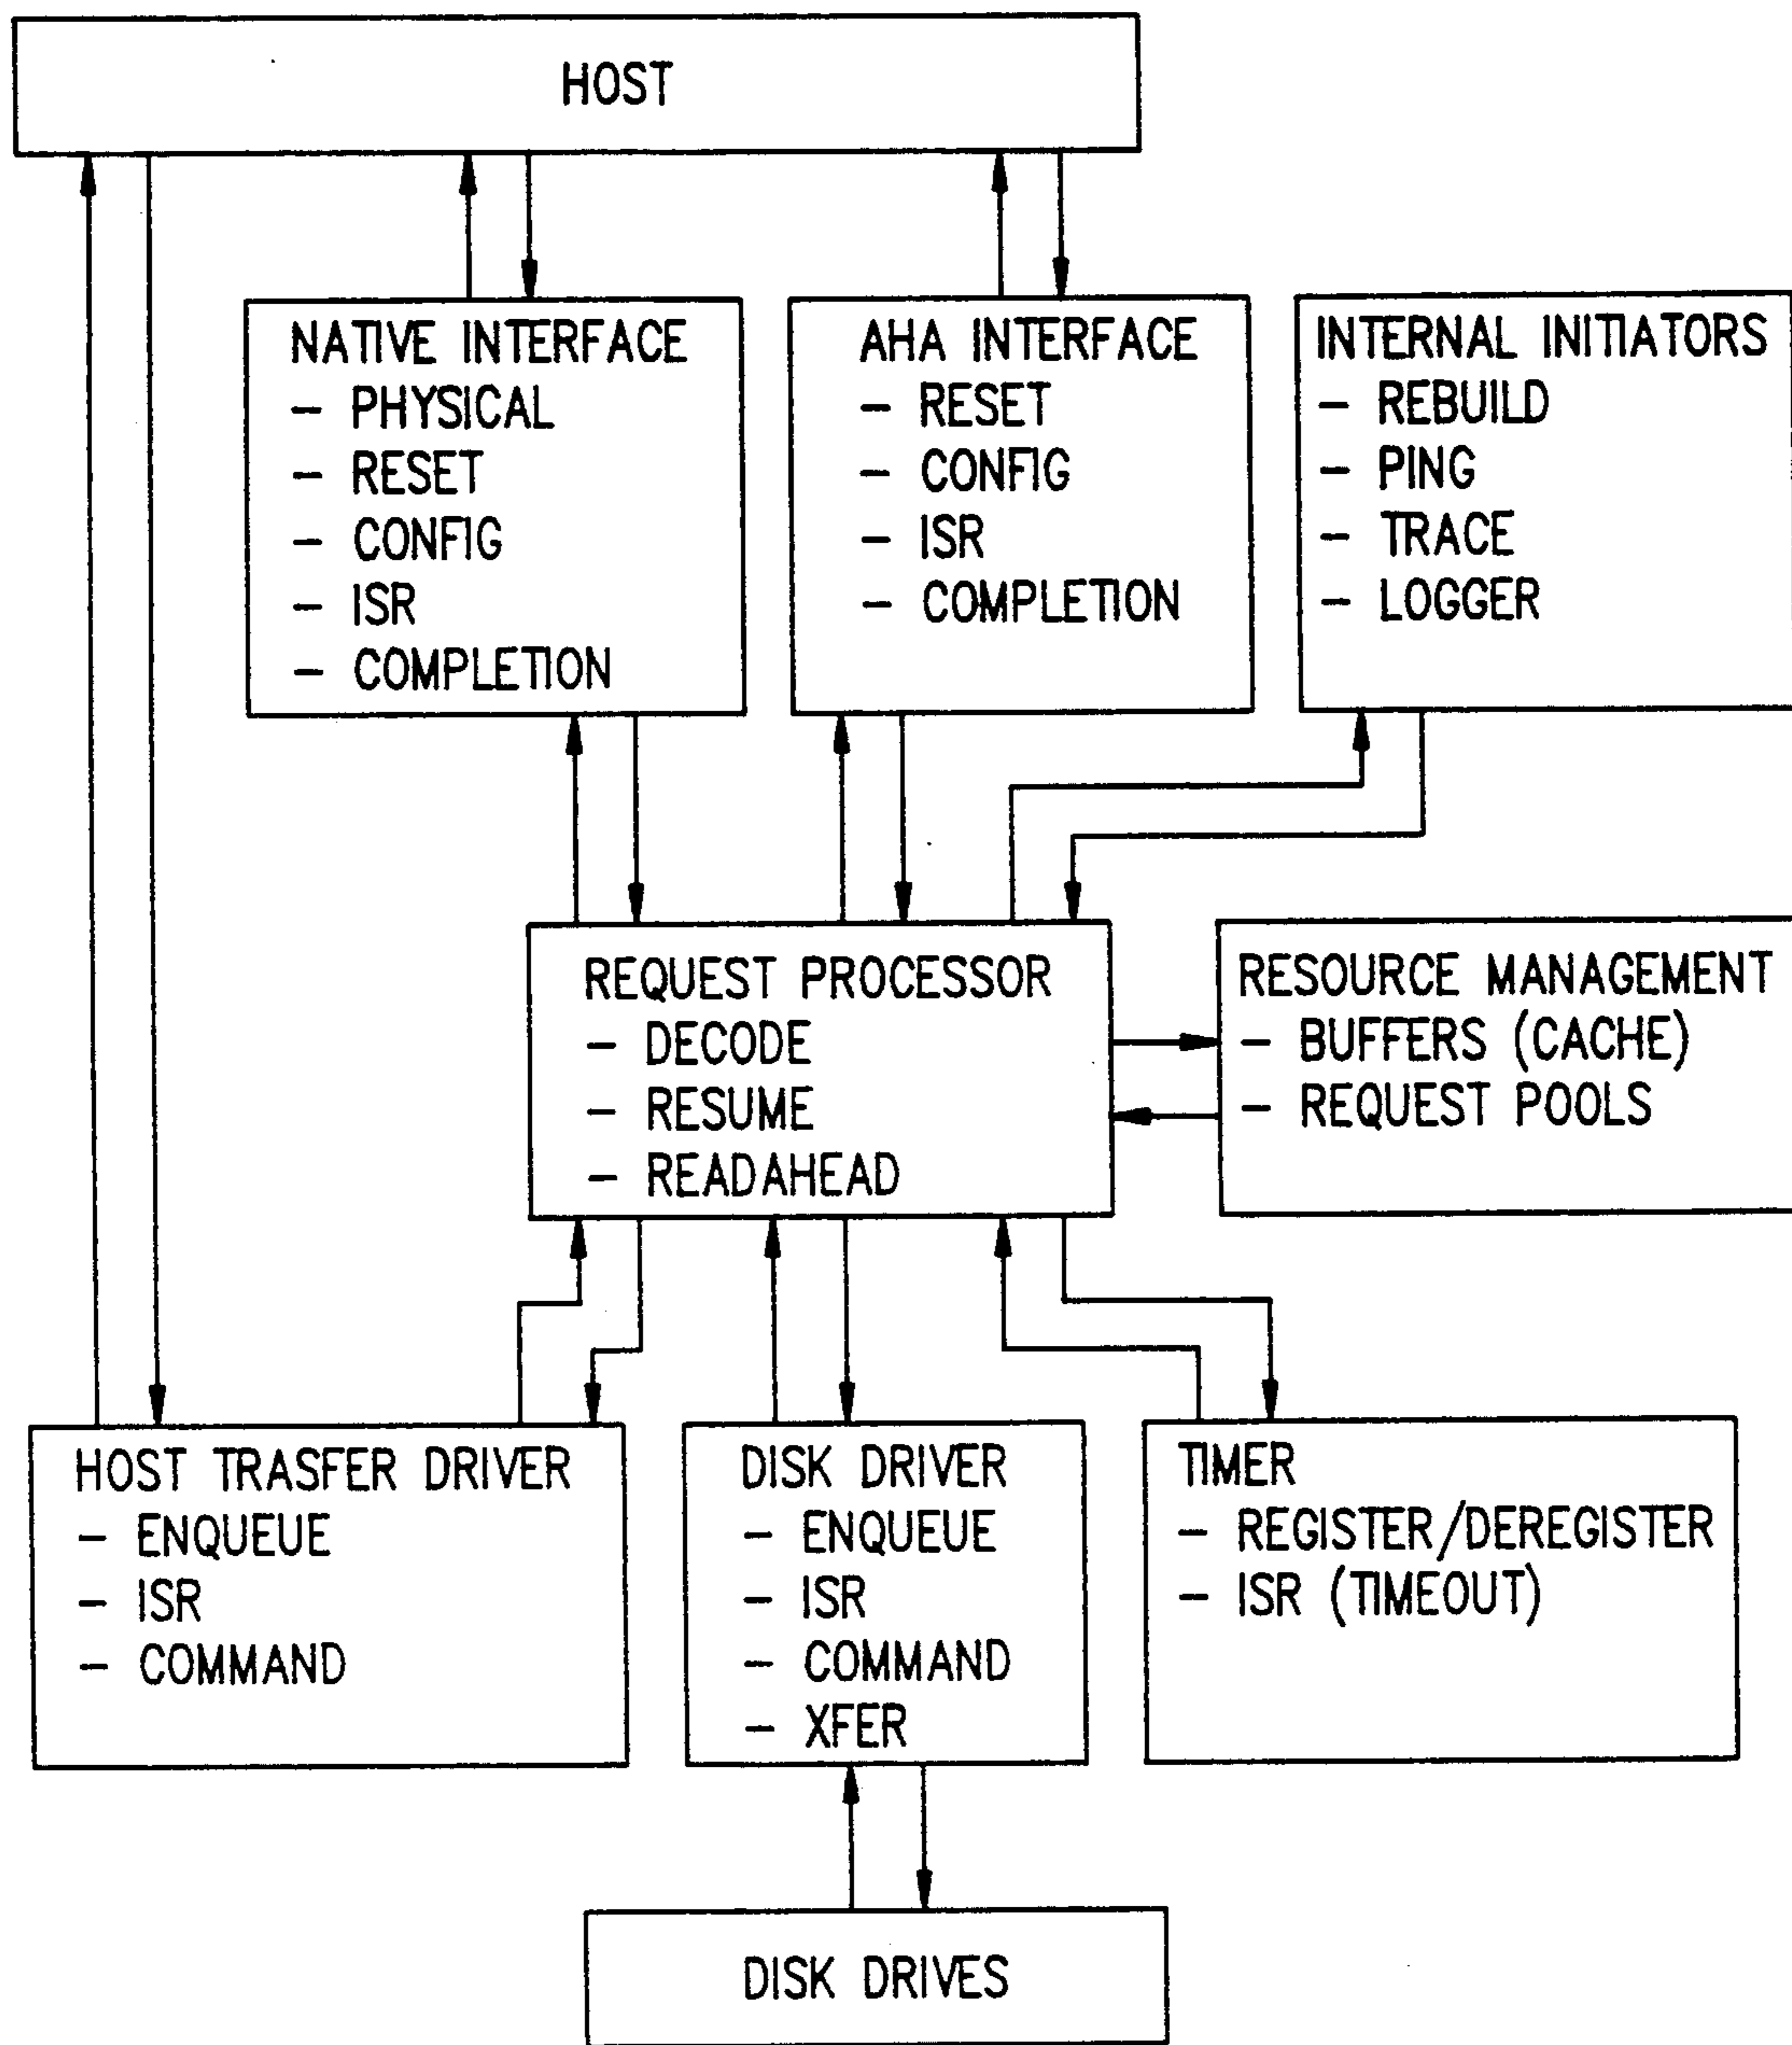 HOST
NATIVE INTERFACE
- PHYSICAL
- RESET
- CONFIG
- ISR
- COMPLETION
AHA INTERFACE
- RESET
- CONFIG
- ISR
- COMPLETION
INTERNAL INITIATORS
- REBUILD
- PING
- TRACE
- LOGGER
REQUEST PROCESSOR
- DECODE
- RESUME
- READAHEAD
RESOURCE MANAGEMENT
- BUFFERS (CACHE)
- REQUEST POOLS
HOST TRASFER DRIVER
- ENQUEUE
- ISR
- COMMAND
DISK DRIVER
- ENQUEUE
- ISR
- COMMAND
- XFER
TIMER
- REGISTER/DEREGISTER
- ISR (TIMEOUT)
DISK DRIVES